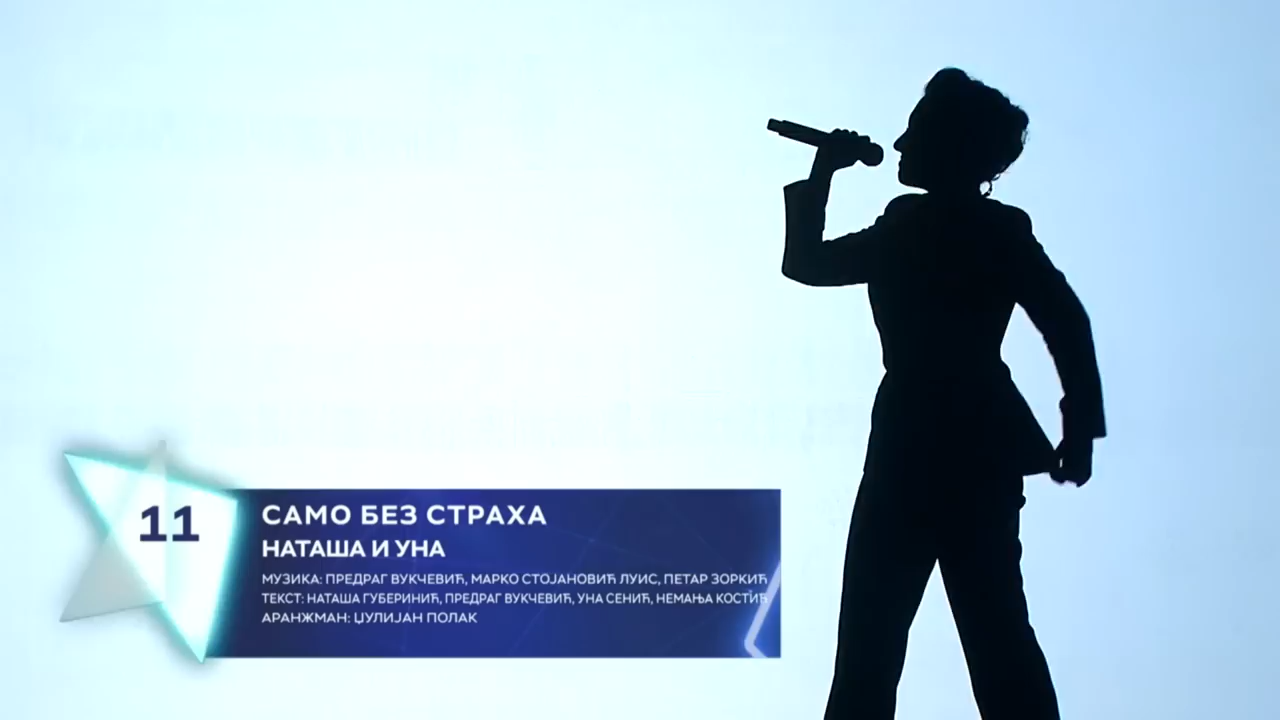 11
САМО БЕЗ СТРАХА
НАТАША И УНА
МУЗИКА: ПРЕДРАГ ВУКЧЕВИЋ, МАРКО СТОЈАНОВИЋ ЛУИС, ПЕТАР ЗОРКИЋ
ТЕКСТ: НАТАША ГУБЕРИНИЋ, ПРЕДРАГ ВУКЧЕВИЋ, УНА СЕНИЋ, НЕМАЊА КОСТИЋ
АРАНЖМАН: ЏУЛИЈАН ПОЛАК